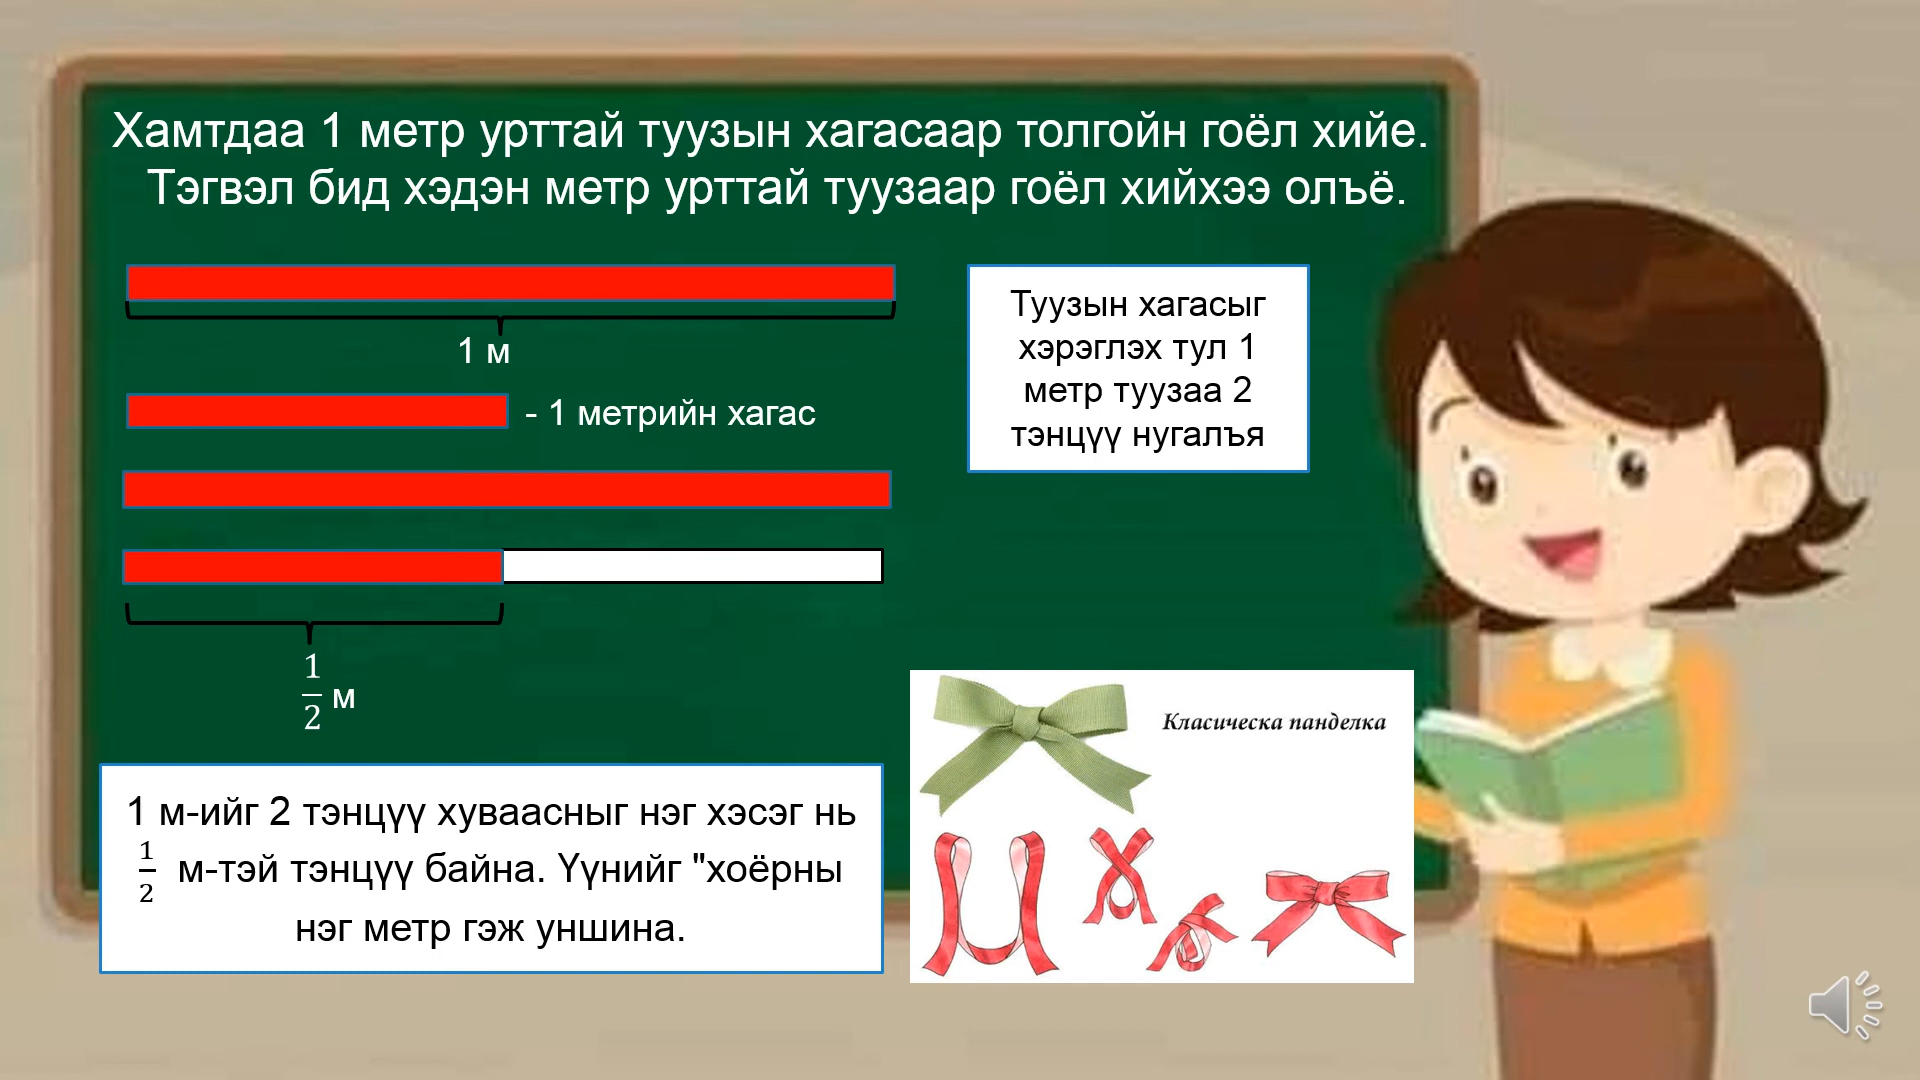 Хамтдаа 1 метр урттай туузын хагасаар толгойн гоёл хийе.
Тэгвэл бид хэдэн метр урттай туузаар гоёл хийхээ олъё.
1 м
- 1 метрийн хагас
Туузын хагасыг
хэрэглэх тул 1
метр туузаа 2
тэнцүү нугалъя
1/2 м
1 м-ийг 2 тэнцүү хуваасныг нэг хэсэг нь
1/2 м-тэй тэнцүү байна. Үүнийг "хоёрны
нэг метр гэж уншина.
Класическа панделка